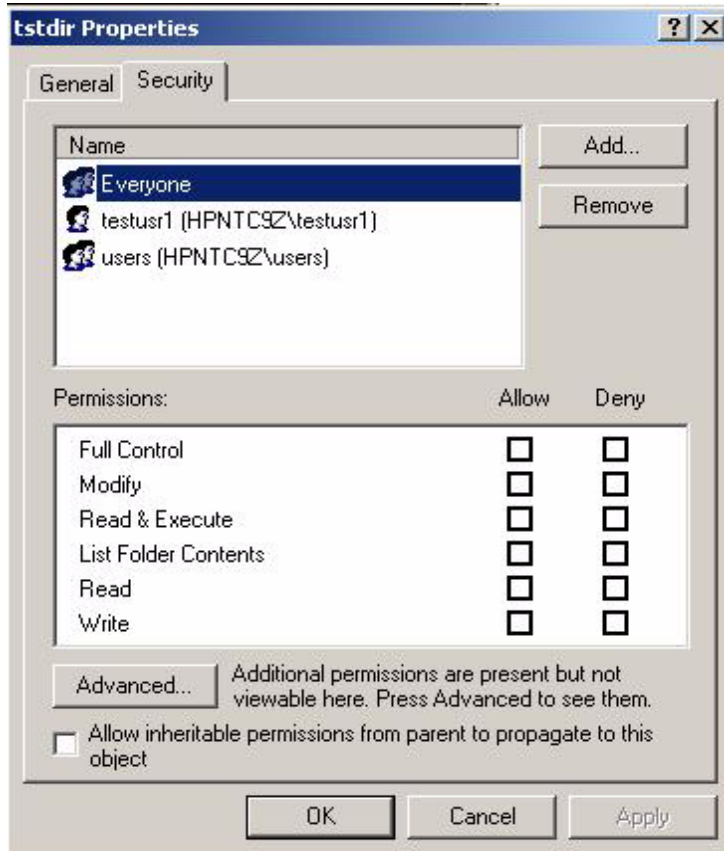 tstdir Properties
General Security
Name
Everyone
testusr1 (HPNTC9Z\testusr1)
users (HPNTC9Z\users)
Add...
Remove
Permissions: Allow Deny
Full Control
Modify
Read & Execute
List Folder Contents
Read
Write
Advanced...
Additional permissions are present but not
viewable here. Press Advanced to see them.
Allow inheritable permissions from parent to propagate to this
object
OK Cancel Apply